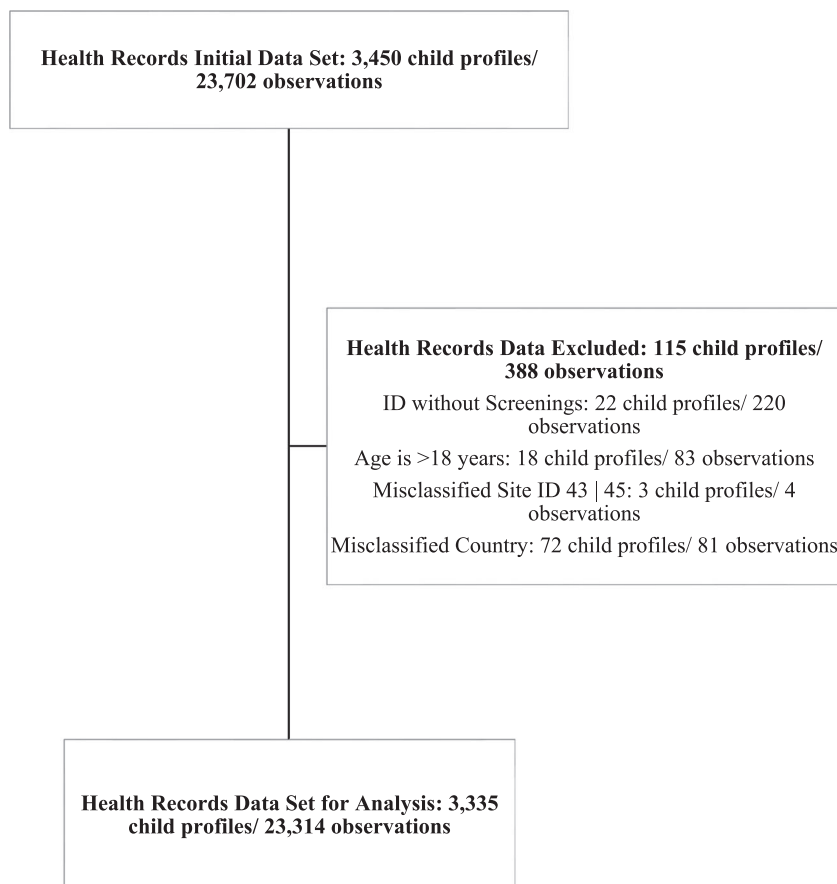 Health Records Initial Data Set: 3,450 child profiles/
23,702 observations
Health Records Data Excluded: 115 child profiles/
388 observations
ID without Screenings: 22 child profiles/ 220
observations
Age is >18 years: 18 child profiles/ 83 observations
Misclassified Site ID 43 | 45: 3 child profiles/ 4
observations
Misclassified Country: 72 child profiles/ 81 observations
Health Records Data Set for Analysis: 3,335
child profiles/ 23,314 observations